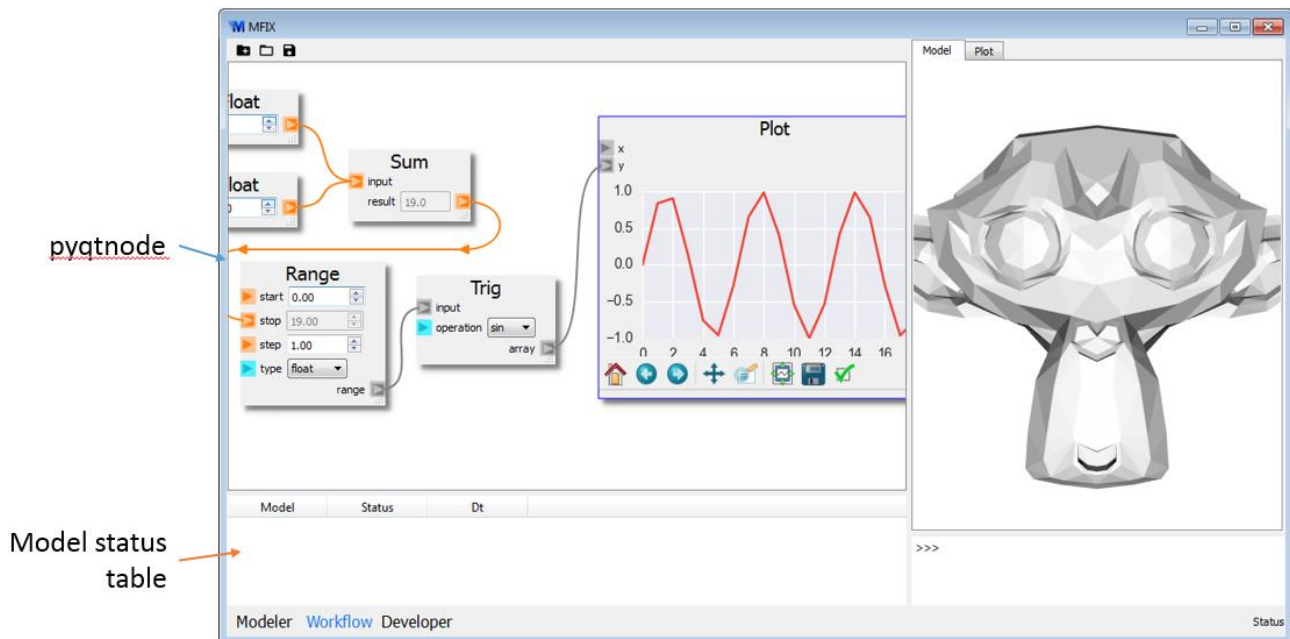 MFIX
Model Plot
Float
Float
Sum
input
result 19.0
pyqtnode
Range
start 0.00
stop 19.00
step 1.00
type float
range
Trig
input
operation sin
array
Plot
x
y
1.0
0.5
0.0
−0.5
−1.0
0 2 4 6 8 10 12 14 16
Model Status Dt
Model status
table
>>>
Modeler Workflow Developer
Status